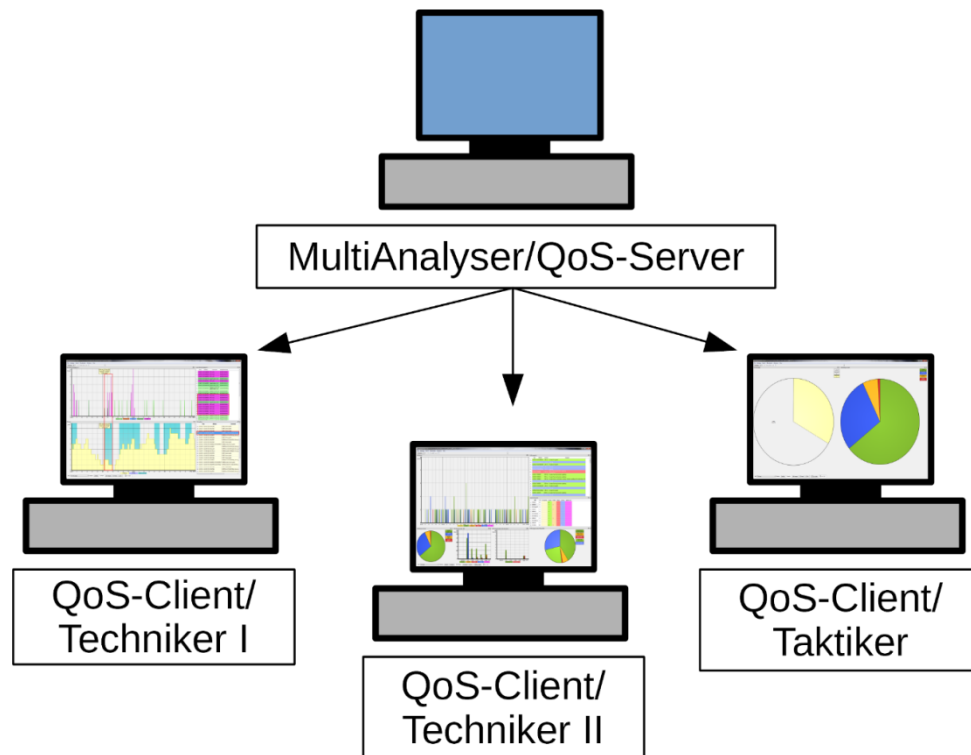 MultiAnalyser/QoS-Server
QoS-Client/
Techniker I
QoS-Client/
Techniker II
QoS-Client/
Taktiker